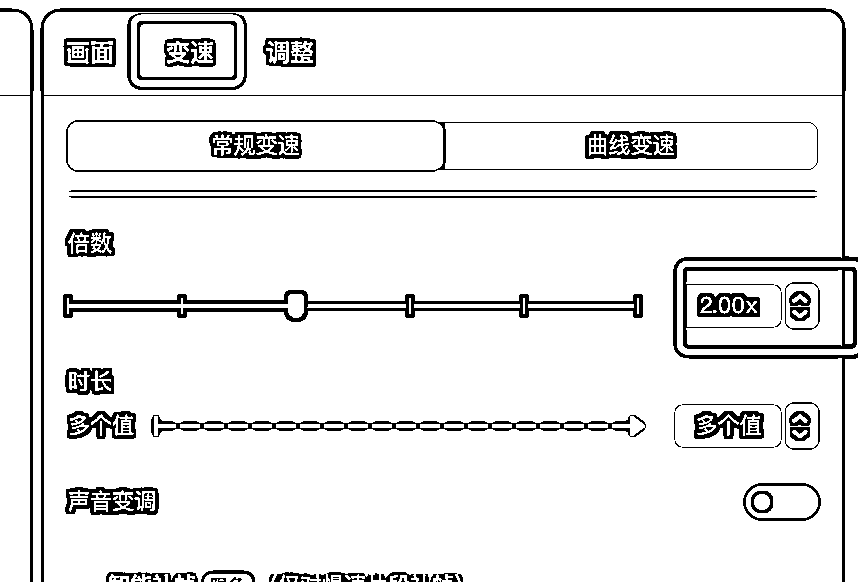 画面 变速 调整
常规变速 曲线变速
倍数
2.00x
时长
多个值 多个值
声音变调